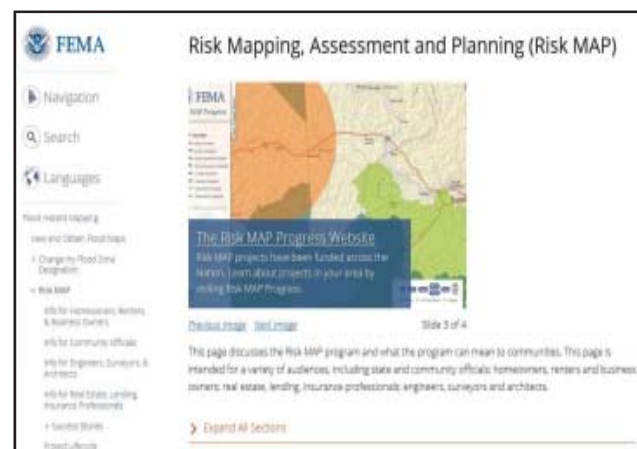 FEMA
Navigation
Search
Languages
Flood Hazard Mapping
View and Obtain Flood Maps
Change my Flood Zone
Designation
Risk MAP
Info for Homeowners, Renters,
& Business Owners
Info for Community Officials
Info for Engineers, Surveyors, &
Architects
Info for Real Estate, Lending,
Insurance Professionals
+ Success Stories
Project Lifecycle
Risk Mapping, Assessment and Planning (Risk MAP)
FEMA
MAP Progress
The Risk MAP Progress Website
Risk MAP projects have been funded across the
Nation. Learn about projects in your area by
visiting Risk MAP Progress.
Previous Image Next Image Slide 3 of 4
This page discusses the Risk MAP program and what the program can mean to communities. This page is
intended for a variety of audiences, including state and community officials; homeowners, renters and business
owners; real estate, lending, insurance professionals; engineers, surveyors and architects.
Expand All Sections